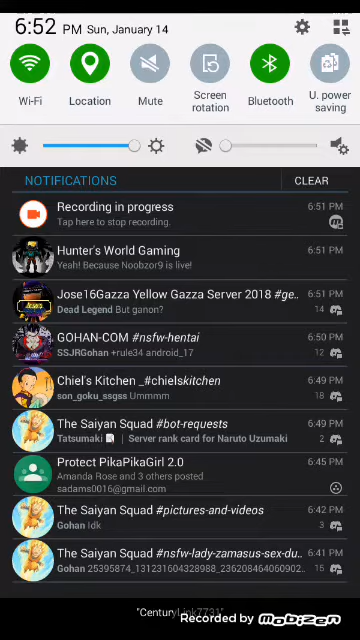 6:52 PM Sun, January 14
Wi-Fi
Location
Mute
Screen
rotation
Bluetooth
U. power
saving
NOTIFICATIONS
CLEAR
Recording in progress 6:51 PM
Tap here to stop recording.
Hunter's World Gaming 6:51 PM
Yeah! Because Noobzor9 is live!
Jose16Gazza Yellow Gazza Server 2018 #ge.. 6:51 PM
Dead Legend But ganon? 14
GOHAN-COM #nsfw-hentai 6:50 PM
SSJRGohan +rule34 android_17 12
Chiel's Kitchen _#chielskitchen 6:49 PM
son_goku_ssgss Ummmm 18
The Saiyan Squad #bot-requests 6:49 PM
Tatsumaki | Server rank card for Naruto Uzumaki 2
Protect PikaPikaGirl 2.0 6:45 PM
Amanda Rose and 3 others posted
sadams0016@gmail.com
The Saiyan Squad #pictures-and-videos 6:42 PM
Gohan Idk 3
The Saiyan Squad #nsfw-lady-zamasus-sex-du.. 6:41 PM
Gohan 25395874_131231604328988_236208464060902.. 15
"CenturyLink7731"
Recorded by Mobizen